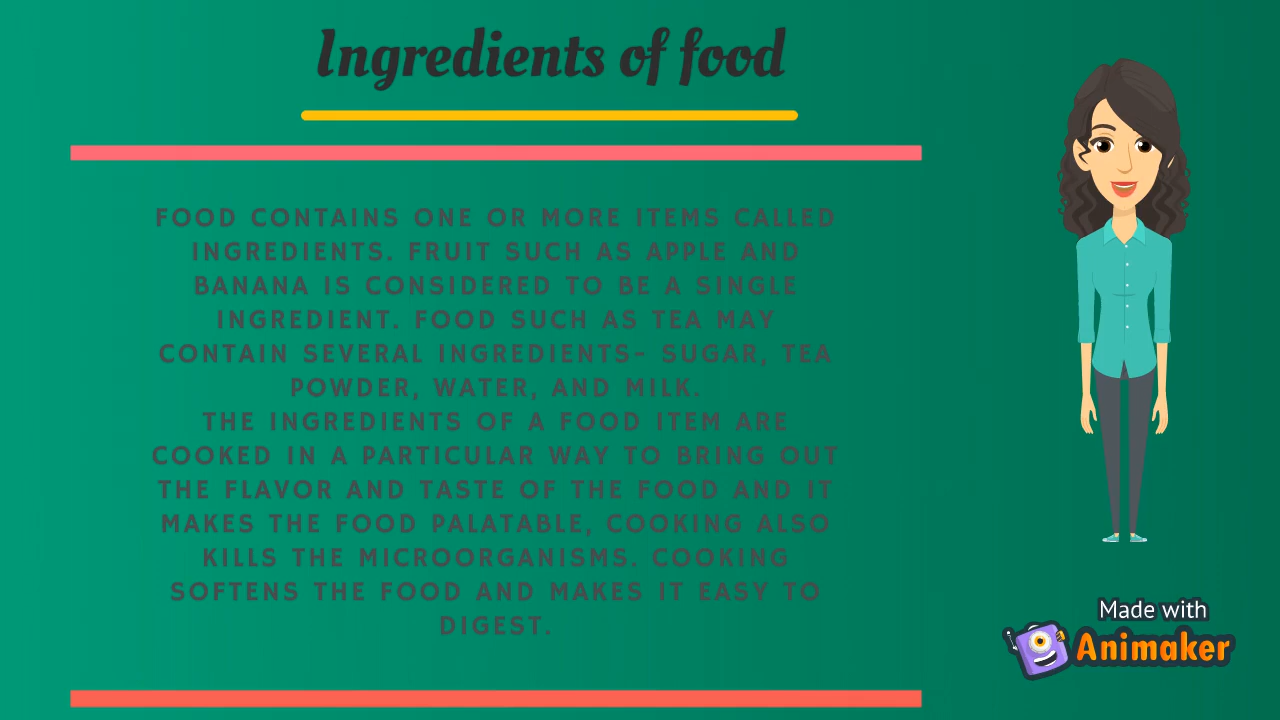 Ingredients of food
FOOD CONTAINS ONE OR MORE ITEMS CALLED
INGREDIENTS. FRUIT SUCH AS APPLE AND
BANANA IS CONSIDERED TO BE A SINGLE
INGREDIENT. FOOD SUCH AS TEA MAY
CONTAIN SEVERAL INGREDIENTS- SUGAR, TEA
POWDER, WATER, AND MILK.
THE INGREDIENTS OF A FOOD ITEM ARE
COOKED IN A PARTICULAR WAY TO BRING OUT
THE FLAVOR AND TASTE OF THE FOOD AND IT
MAKES THE FOOD PALATABLE, COOKING ALSO
KILLS THE MICROORGANISMS. COOKING
SOFTENS THE FOOD AND MAKES IT EASY TO
DIGEST.
Made with
Animaker